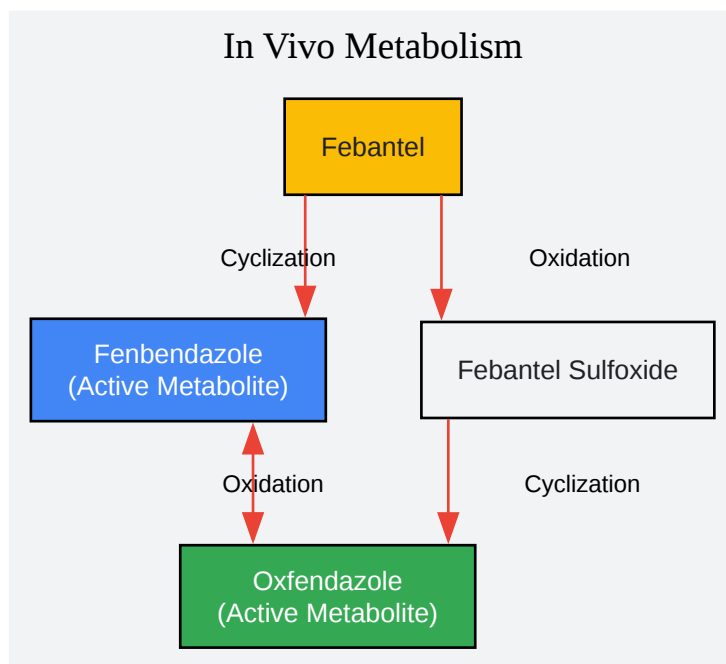 In Vivo Metabolism
Febantel
Cyclization
Oxidation
Fenbendazole
(Active Metabolite)
Febantel Sulfoxide
Oxidation
Cyclization
Oxfendazole
(Active Metabolite)